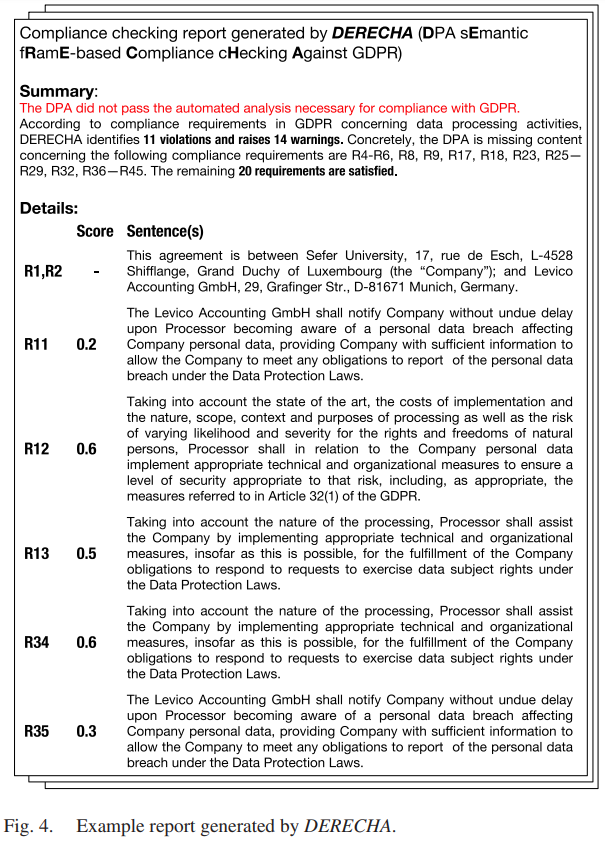 Compliance checking report generated by DERECHA (DPA sEmantic
fRamE-based Compliance cHecking Against GDPR)
Summary:
The DPA did not pass the automated analysis necessary for compliance with GDPR.
According to compliance requirements in GDPR concerning data processing activities,
DERECHA identifies 11 violations and raises 14 warnings. Concretely, the DPA is missing content
concerning the following compliance requirements are R4-R6, R8, R9, R17, R18, R23, R25—
R29, R32, R36—R45. The remaining 20 requirements are satisfied.
Details:
Score Sentence(s)
This agreement is between Sefer University, 17, rue de Esch, L-4528
R1,R2 - Shifflange, Grand Duchy of Luxembourg (the “Company”); and Levico
Accounting GmbH, 29, Grafinger Str., D-81671 Munich, Germany.
The Levico Accounting GmbH shall notify Company without undue delay
upon Processor becoming aware of a personal data breach affecting
R11 0.2 Company personal data, providing Company with sufficient information to
allow the Company to meet any obligations to report of the personal data
breach under the Data Protection Laws.
Taking into account the state of the art, the costs of implementation and
the nature, scope, context and purposes of processing as well as the risk
of varying likelihood and severity for the rights and freedoms of natural
R12 0.6 persons, Processor shall in relation to the Company personal data
implement appropriate technical and organizational measures to ensure a
level of security appropriate to that risk, including, as appropriate, the
measures referred to in Article 32(1) of the GDPR.
Taking into account the nature of the processing, Processor shall assist
R13 0.5 the Company by implementing appropriate technical and organizational
measures, insofar as this is possible, for the fulfillment of the Company
obligations to respond to requests to exercise data subject rights under
the Data Protection Laws.
Taking into account the nature of the processing, Processor shall assist
the Company by implementing appropriate technical and organizational
R34 0.6 measures, insofar as this is possible, for the fulfillment of the Company
obligations to respond to requests to exercise data subject rights under
the Data Protection Laws.
The Levico Accounting GmbH shall notify Company without undue delay
upon Processor becoming aware of a personal data breach affecting
R35 0.3 Company personal data, providing Company with sufficient information to
allow the Company to meet any obligations to report of the personal data
breach under the Data Protection Laws.
Fig. 4. Example report generated by DERECHA.